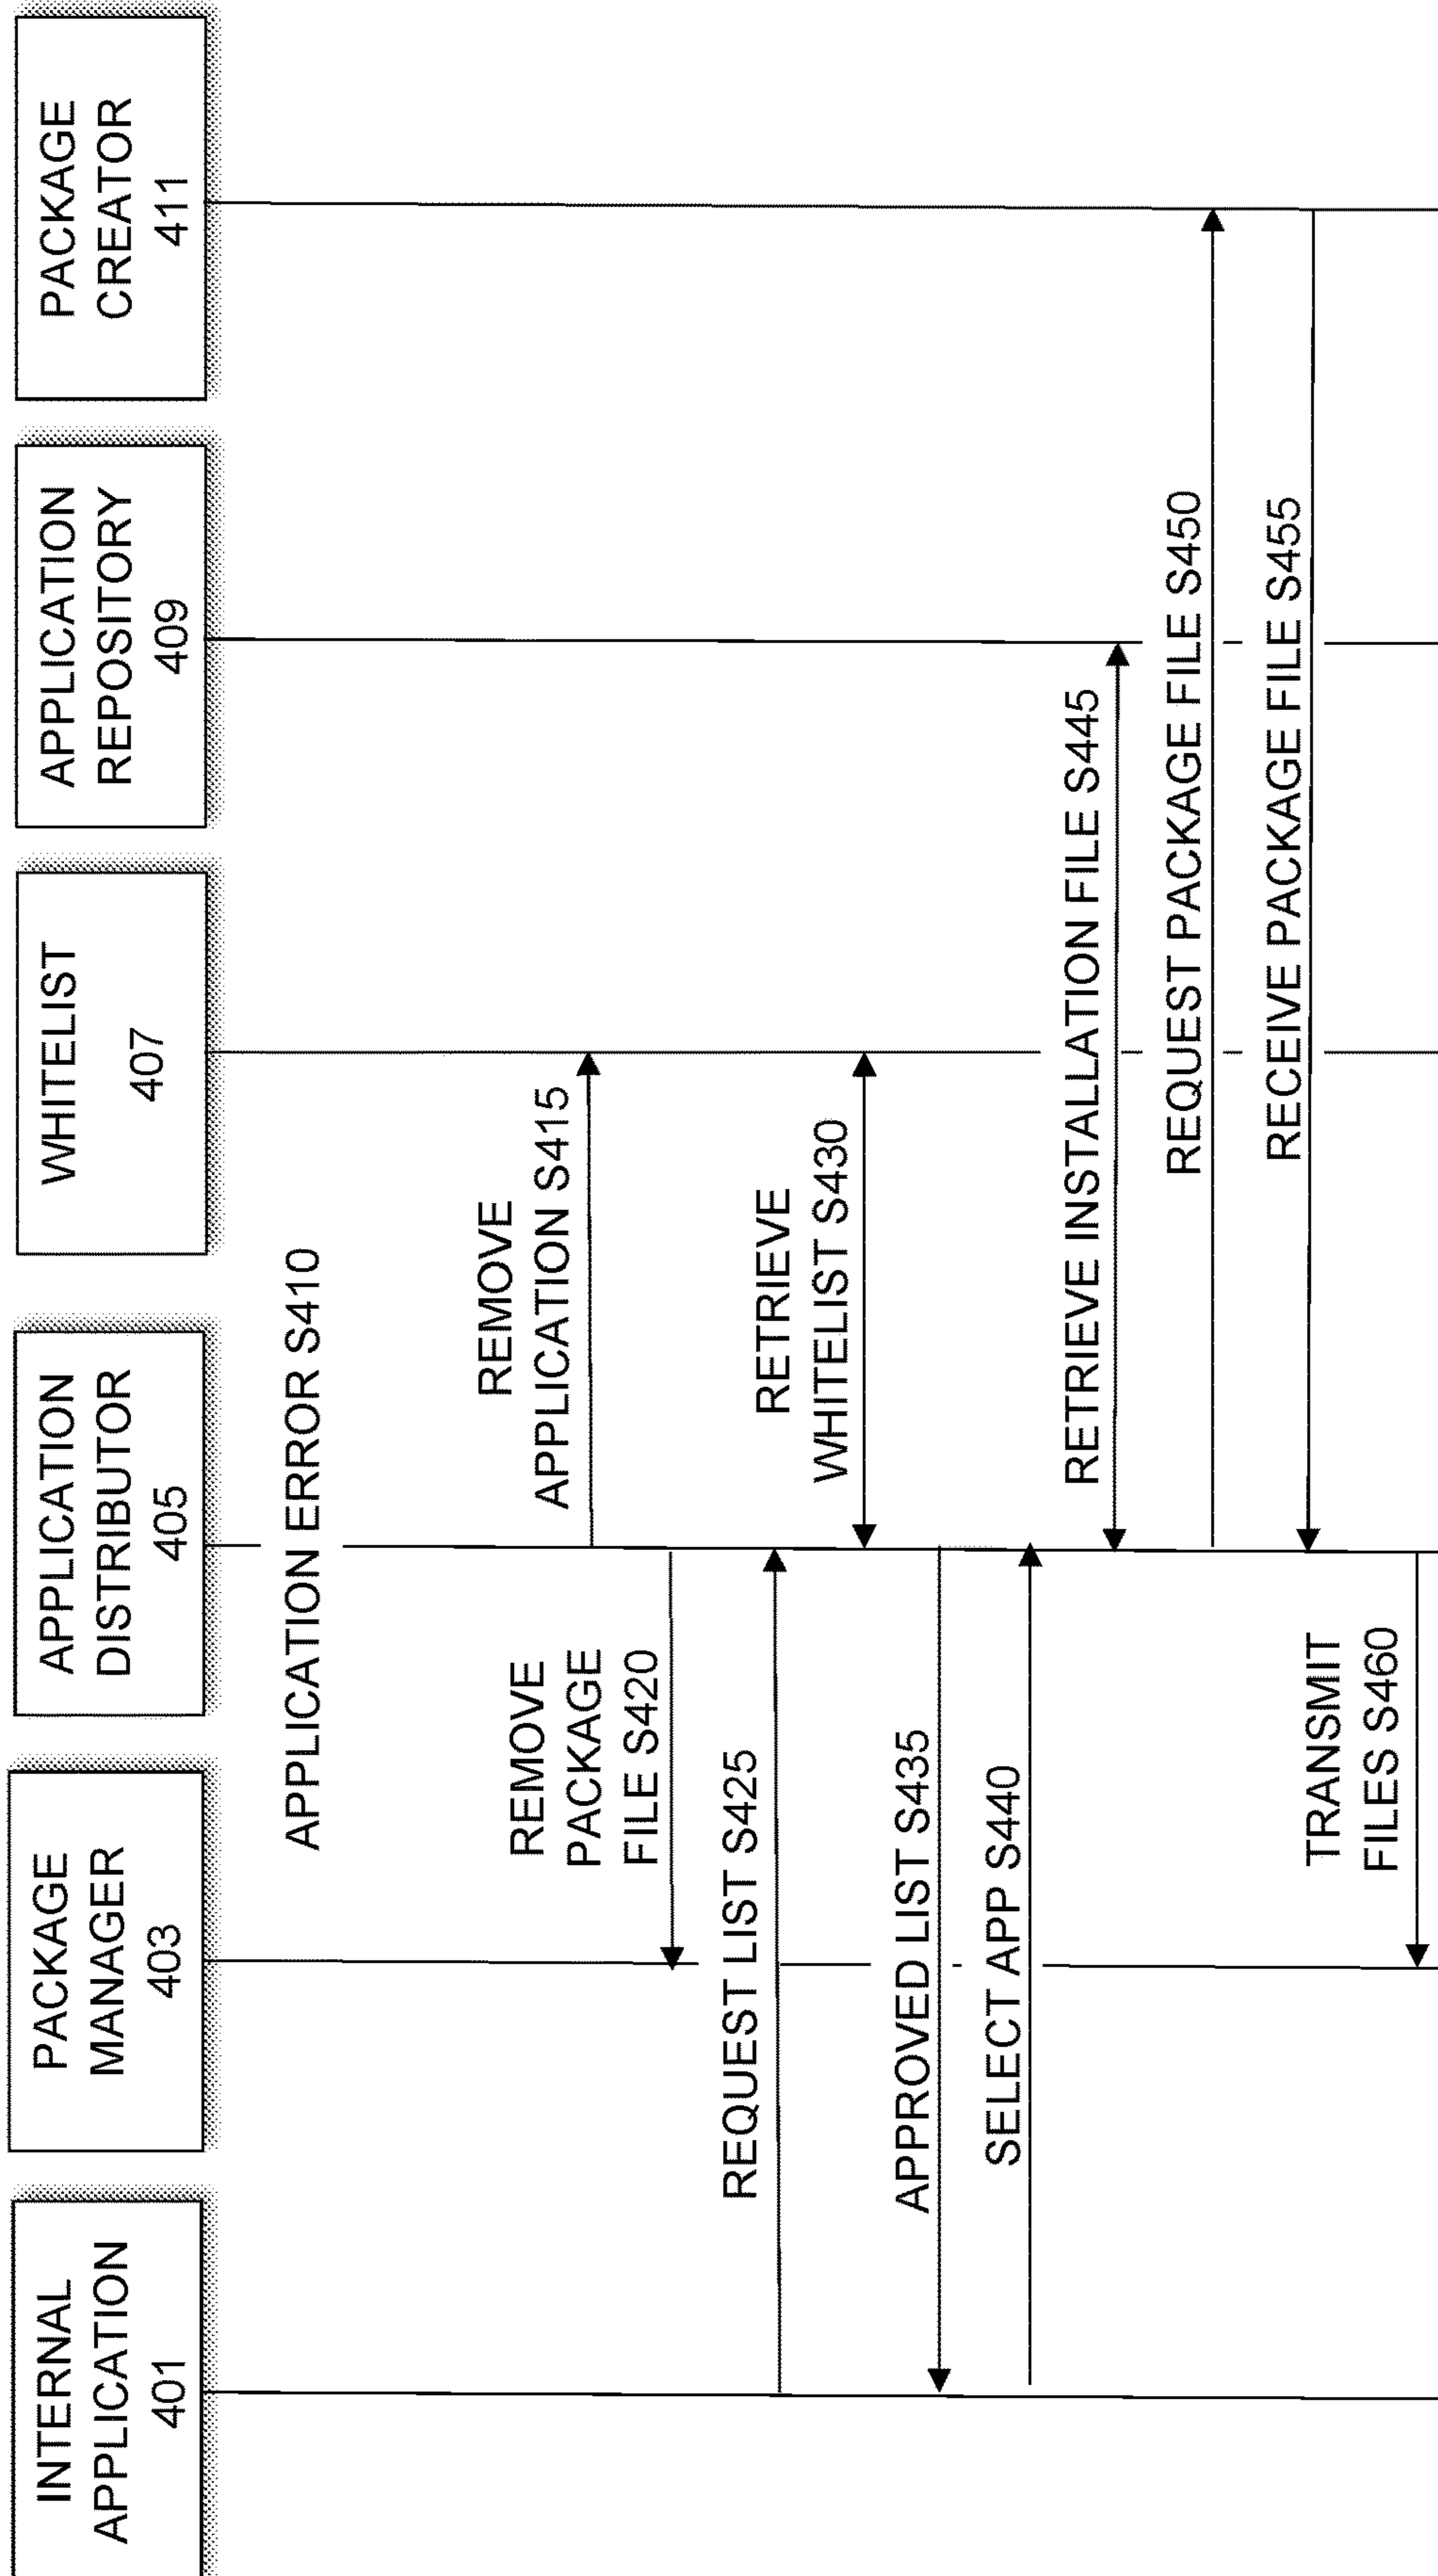 INTERNAL
APPLICATION
401
PACKAGE
MANAGER
403
APPLICATION
DISTRIBUTOR
405
WHITELIST
407
APPLICATION
REPOSITORY
409
PACKAGE
CREATOR
411
APPLICATION ERROR S410
REMOVE
APPLICATION S415
REMOVE
PACKAGE
FILE S420
REQUEST LIST S425
RETRIEVE
WHITELIST S430
APPROVED LIST S435
SELECT APP S440
RETRIEVE INSTALLATION FILE S445
REQUEST PACKAGE FILE S450
RECEIVE PACKAGE FILE S455
TRANSMIT
FILES S460